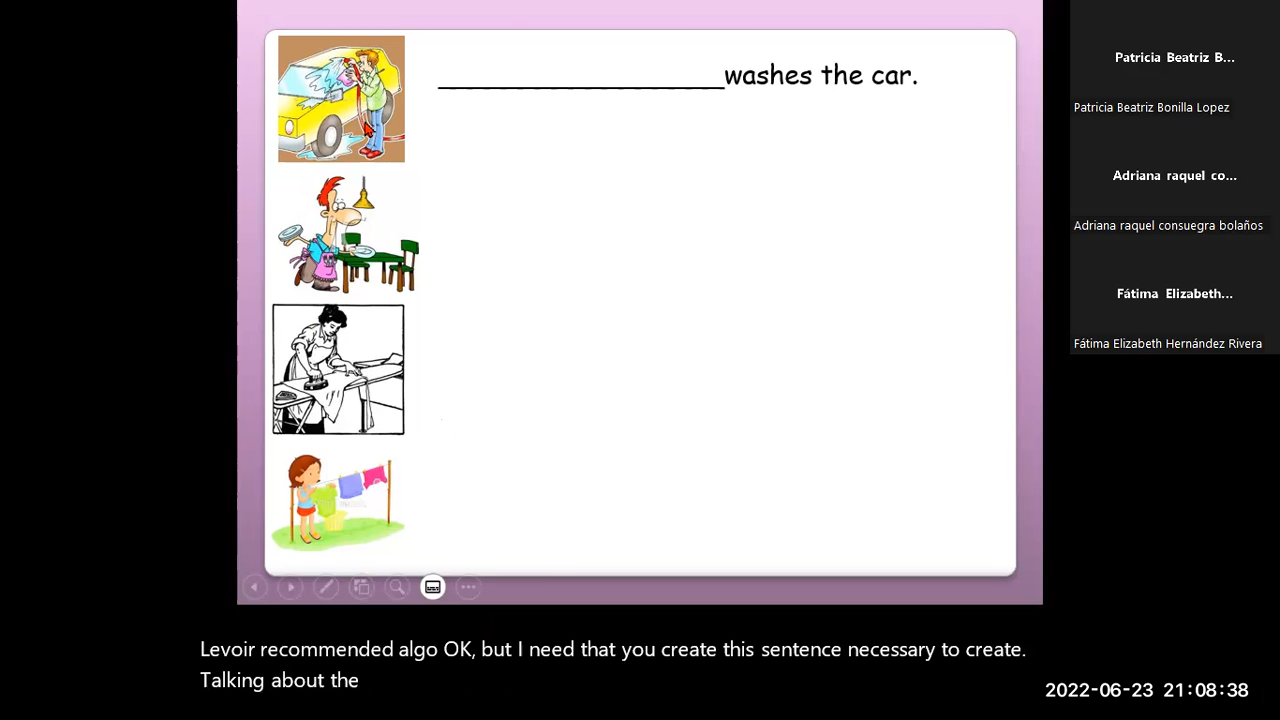 __________________washes the car.
Patricia Beatriz B...
Patricia Beatriz Bonilla Lopez
Adriana raquel co...
Adriana raquel consuegra bolaños
Fátima Elizabeth...
Fátima Elizabeth Hernández Rivera
Levoir recommended algo OK, but I need that you create this sentence necessary to create.
Talking about the
2022-06-23 21:08:38